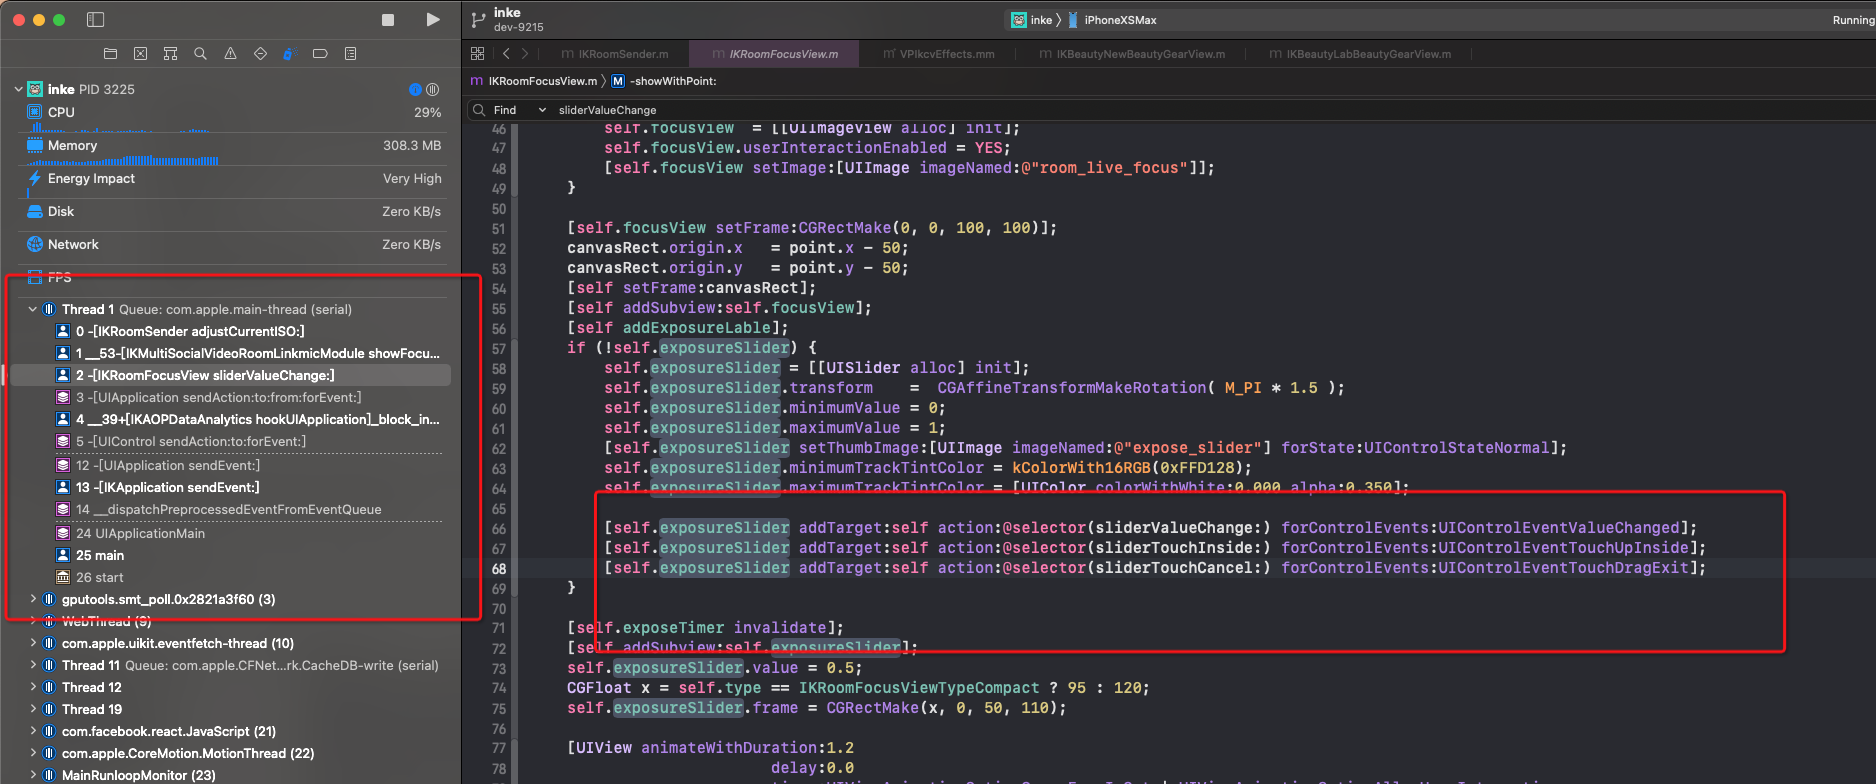 inke
dev-9215
inke 〉 iPhoneXSMax
Running
IKRoomSender.m
IKRoomFocusView.m
VPIkcvEffects.mm
IKBeautyNewBeautyGearView.m
IKBeautyLabBeautyGearView.m
IKRoomFocusView.m 〉 M -showWithPoint:
Find sliderValueChange
inke PID 3225
CPU 29%
Memory 308.3 MB
Energy Impact Very High
Disk Zero KB/s
Network Zero KB/s
FPS
Thread 1 Queue: com.apple.main-thread (serial)
0 -[IKRoomSender adjustCurrentISO:]
1 __53-[IKMultiSocialVideoRoomLinkmicModule showFocu...
2 -[IKRoomFocusView sliderValueChange:]
3 -[UIApplication sendAction:to:from:forEvent:]
4 __39+[IKAOPDataAnalytics hookUIApplication]_block_in...
5 -[UIControl sendAction:to:forEvent:]
12 -[UIApplication sendEvent:]
13 -[IKApplication sendEvent:]
14 __dispatchPreprocessedEventFromEventQueue
24 UIApplicationMain
25 main
26 start
gputools.smt_poll.0x2821a3f60 (3)
WebThread (9)
com.apple.uikit.eventfetch-thread (10)
Thread 11 Queue: com.apple.CFNet...rk.CacheDB-write (serial)
Thread 12
Thread 19
com.facebook.react.JavaScript (21)
com.apple.CoreMotion.MotionThread (22)
MainRunloopMonitor (23)
46 self.focusView = [[UIImageView alloc] init];
47 self.focusView.userInteractionEnabled = YES;
48 [self.focusView setImage:[UIImage imageNamed:@"room_live_focus"]];
49 }
50
51 [self.focusView setFrame:CGRectMake(0, 0, 100, 100)];
52 canvasRect.origin.x = point.x - 50;
53 canvasRect.origin.y = point.y - 50;
54 [self setFrame:canvasRect];
55 [self addSubview:self.focusView];
56 [self addExposureLable];
57 if (!self.exposureSlider) {
58 self.exposureSlider = [[UISlider alloc] init];
59 self.exposureSlider.transform = CGAffineTransformMakeRotation( M_PI * 1.5 );
60 self.exposureSlider.minimumValue = 0;
61 self.exposureSlider.maximumValue = 1;
62 [self.exposureSlider setThumbImage:[UIImage imageNamed:@"expose_slider"] forState:UIControlStateNormal];
63 self.exposureSlider.minimumTrackTintColor = kColorWith16RGB(0xFFD128);
64 self.exposureSlider.maximumTrackTintColor = [UIColor colorWithWhite:0.000 alpha:0.350];
65
66 [self.exposureSlider addTarget:self action:@selector(sliderValueChange:) forControlEvents:UIControlEventValueChanged];
67 [self.exposureSlider addTarget:self action:@selector(sliderTouchInside:) forControlEvents:UIControlEventTouchUpInside];
68 [self.exposureSlider addTarget:self action:@selector(sliderTouchCancel:) forControlEvents:UIControlEventTouchDragExit];
69 }
70
71 [self.exposeTimer invalidate];
72 [self addSubview:self.exposureSlider];
73 self.exposureSlider.value = 0.5;
74 CGFloat x = self.type == IKRoomFocusViewTypeCompact ? 95 : 120;
75 self.exposureSlider.frame = CGRectMake(x, 0, 50, 110);
76
77 [UIView animateWithDuration:1.2
78 delay:0.0